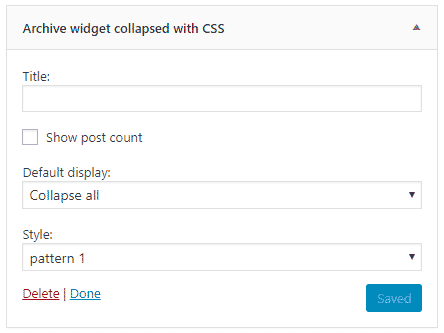 Archive widget collapsed with CSS
Title:
Show post count
Default display:
Collapse all
Style:
pattern 1
Delete | Done
Saved